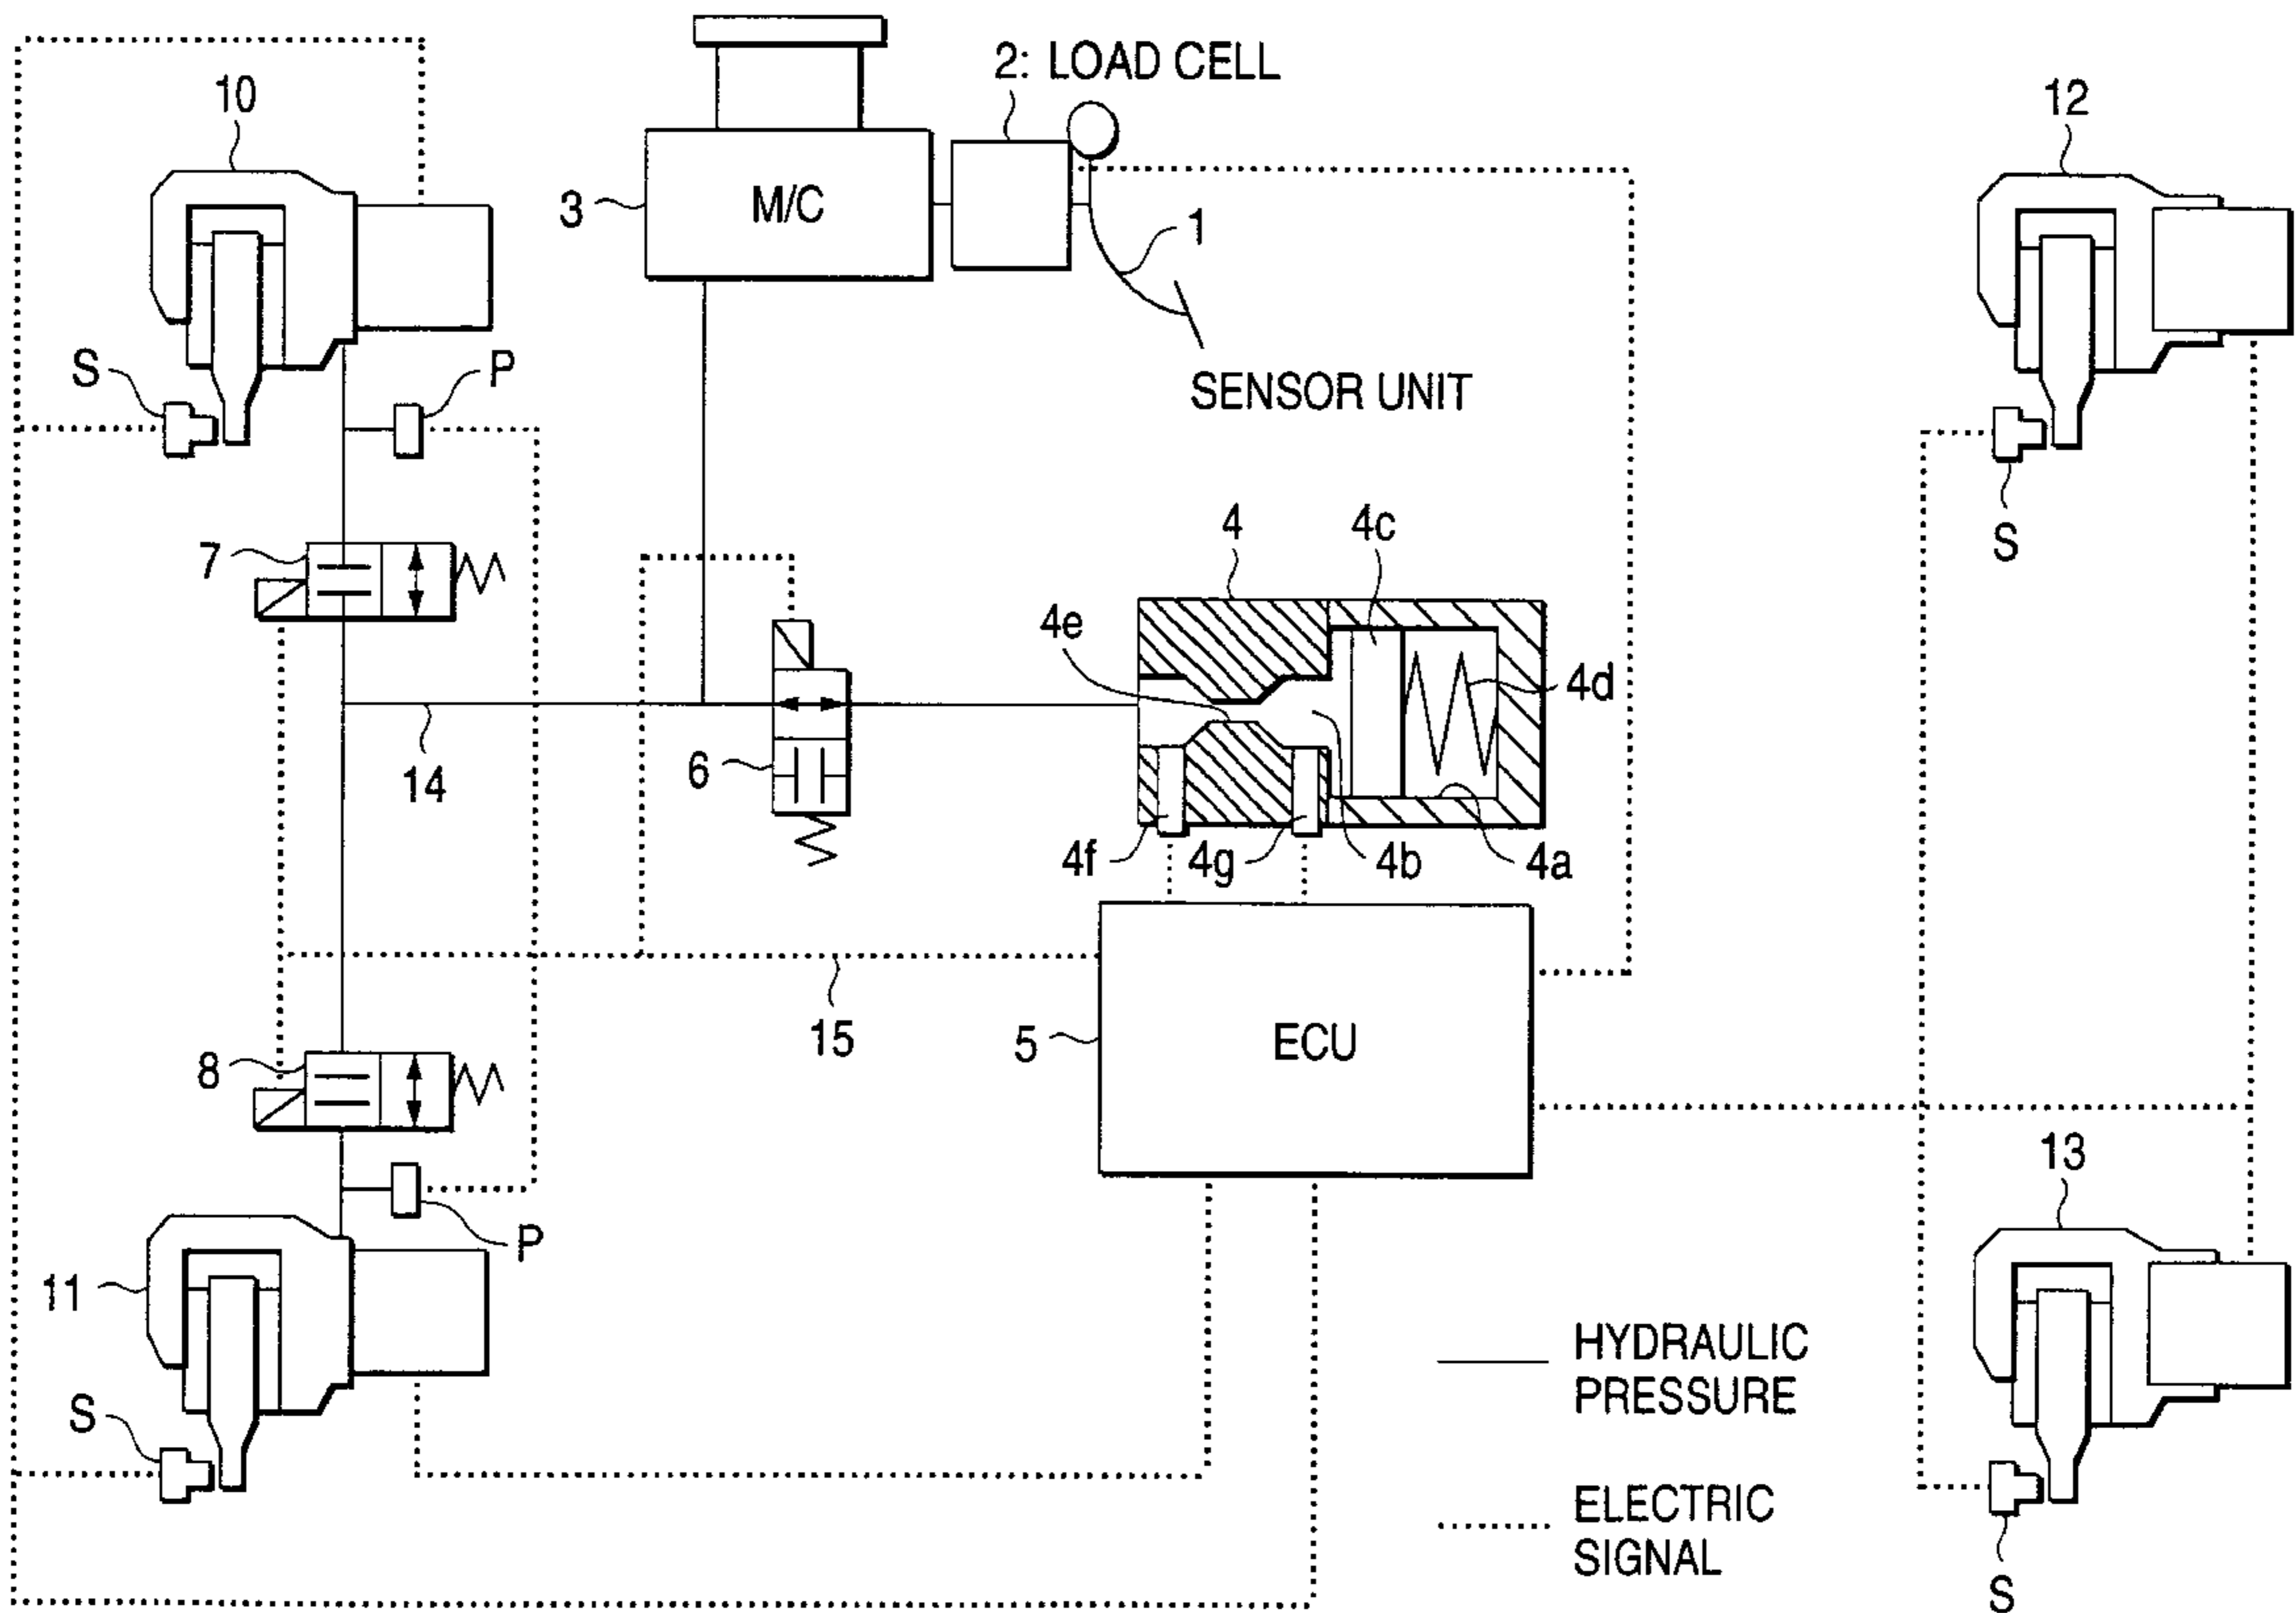 2: LOAD CELL
10
12
3
M/C
1
S
P
SENSOR UNIT
S
7
4
4c
4e
4d
6
14
4f
4g
4b
4a
15
5
ECU
8
13
P
11
S
HYDRAULIC
PRESSURE
ELECTRIC
SIGNAL
S